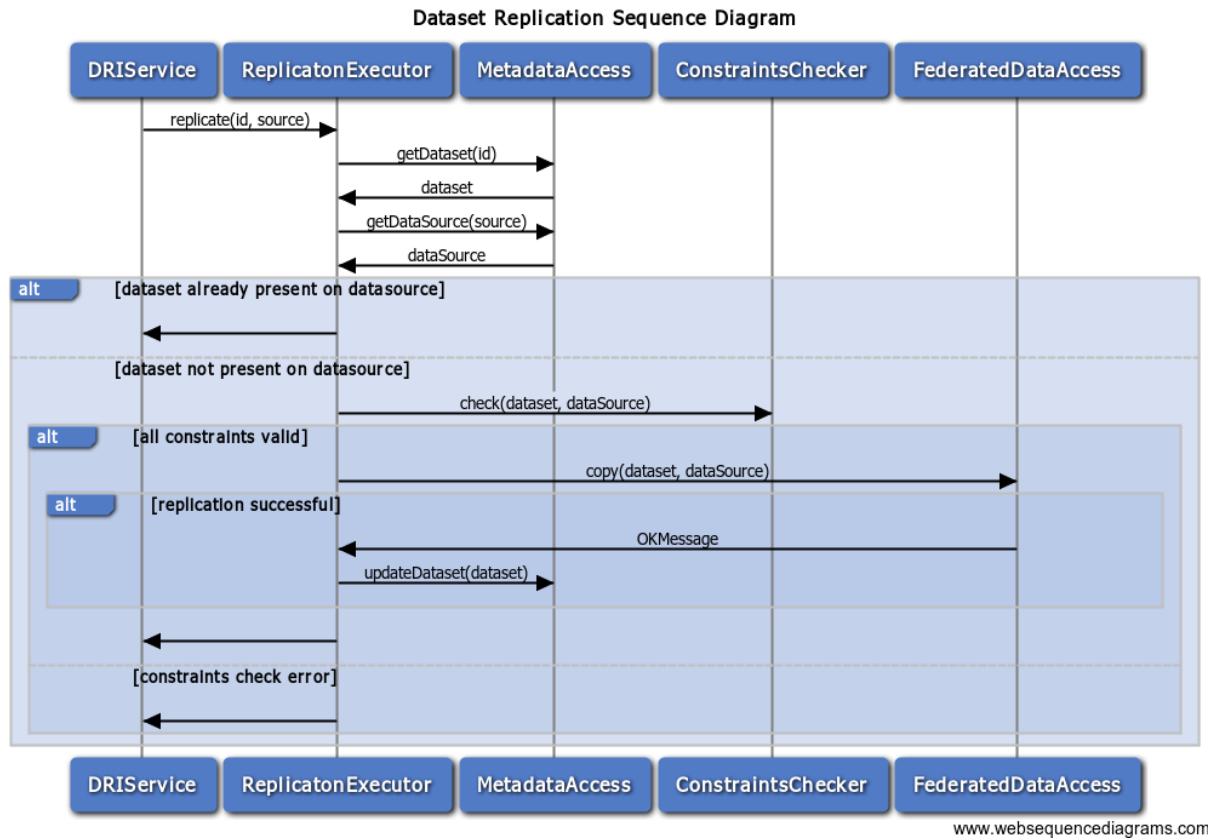 Dataset Replication Sequence Diagram
DRIService
ReplicatonExecutor
MetadataAccess
ConstraintsChecker
FederatedDataAccess
replicate(id, source)
getDataset(id)
dataset
getDataSource(source)
dataSource
alt
[dataset already present on datasource]
[dataset not present on datasource]
check(dataset, dataSource)
alt
[all constraints valid]
copy(dataset, dataSource)
alt
[replication successful]
OKMessage
updateDataset(dataset)
[constraints check error]
DRIService
ReplicatonExecutor
MetadataAccess
ConstraintsChecker
FederatedDataAccess
www.websequencediagrams.com